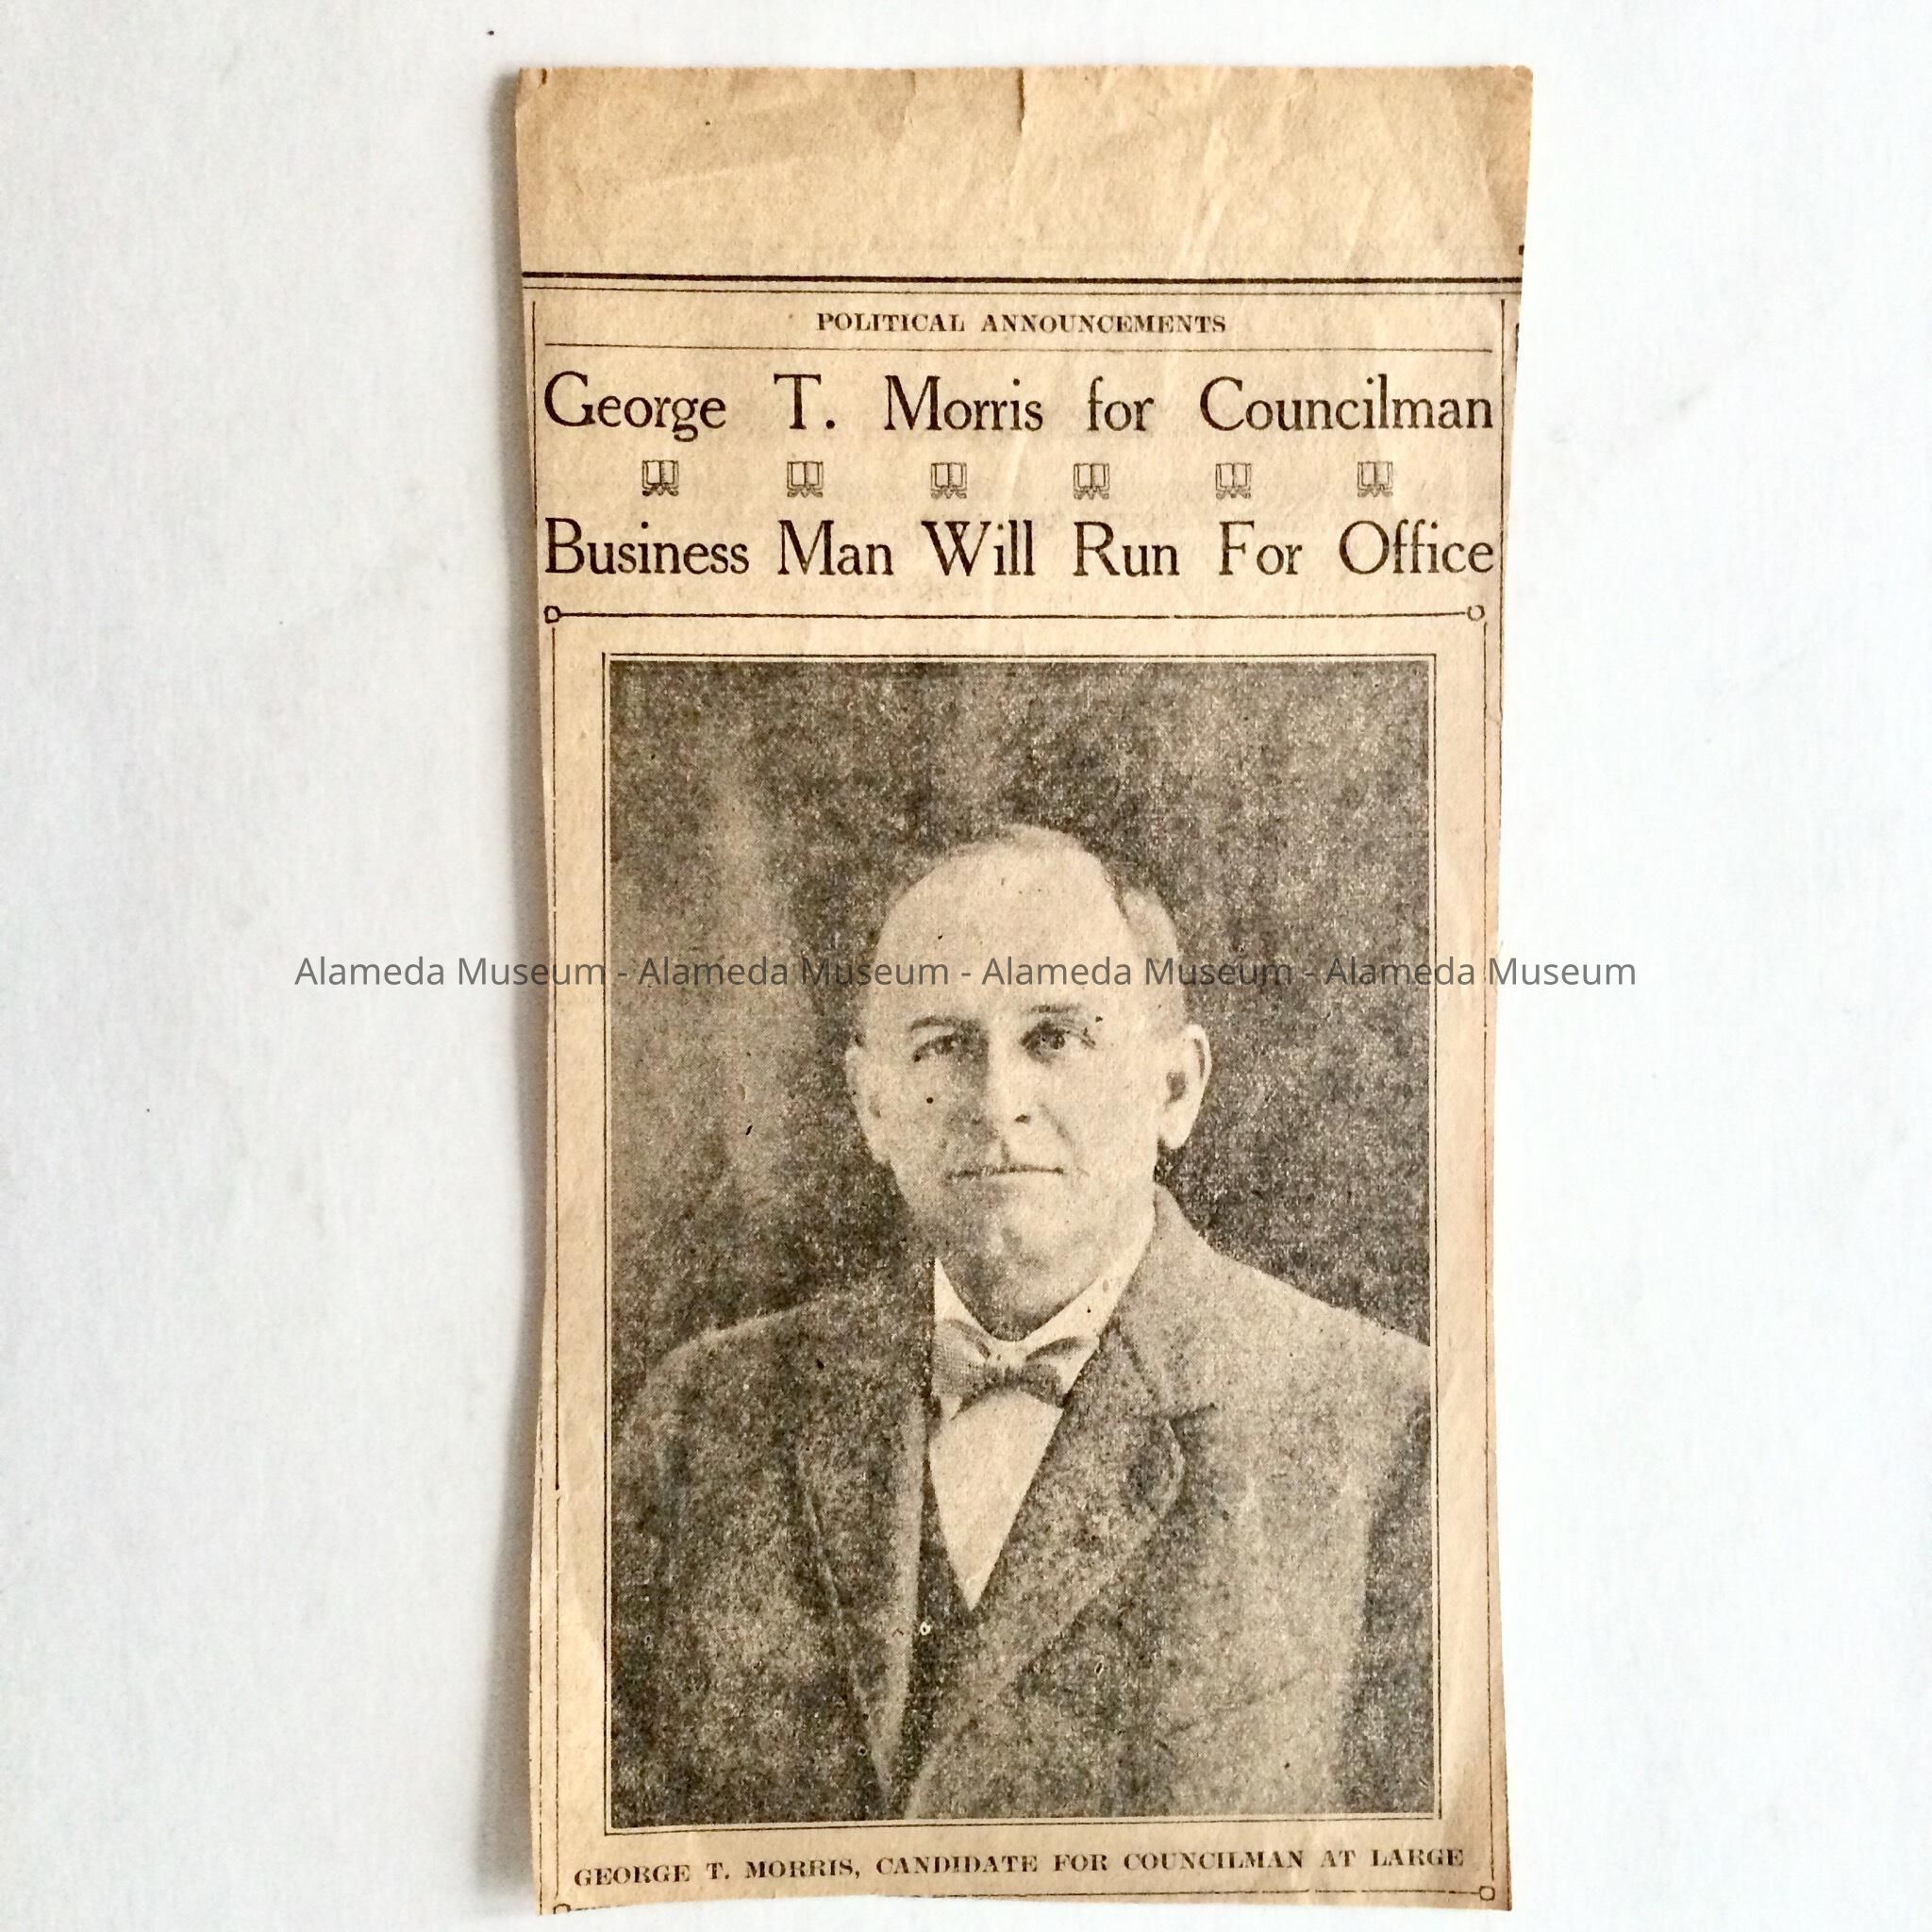 POLITICAL ANNOUNCEMENTS
George T. Morris for Councilman
Business Man Will Run For Office
Alameda Museum - Alameda Museum - Alameda Museum - Alameda Museum
GEORGE T. MORRIS, CANDIDATE FOR COUNCILMAN AT LARGE